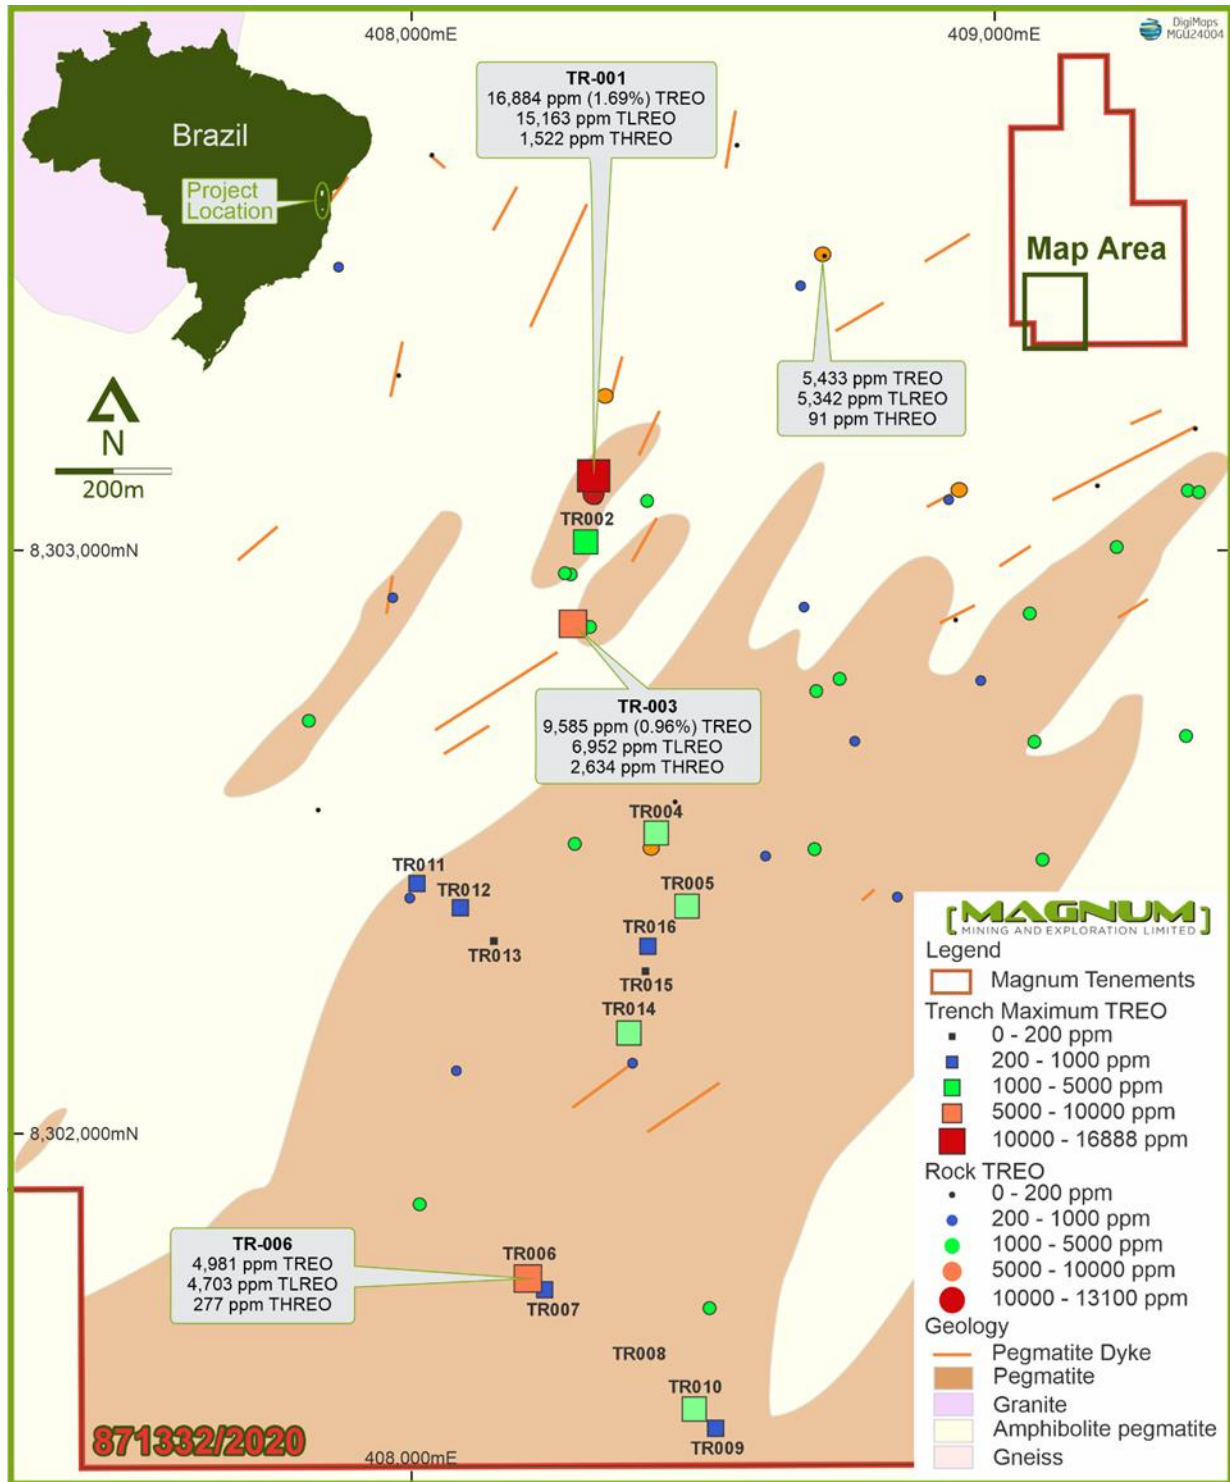 408,000mE
409,000mE
DigiMaps
MGU24004
Brazil
Project
Location
TR-001
16,884 ppm (1.69%) TREO
15,163 ppm TLREO
1,522 ppm THREO
Map Area
5,433 ppm TREO
5,342 ppm TLREO
91 ppm THREO
N
200m
TR002
8,303,000mN
TR-003
9,585 ppm (0.96%) TREO
6,952 ppm TLREO
2,634 ppm THREO
TR004
TR011
TR012
TR005
TR016
TR013
TR015
TR014
8,302,000mN
TR-006
4,981 ppm TREO
4,703 ppm TLREO
277 ppm THREO
TR006
TR007
TR008
TR010
TR009
871332/2020
408,000mE
[MAGNUM]
MINING AND EXPLORATION LIMITED
Legend
Magnum Tenements
Trench Maximum TREO
0 - 200 ppm
200 - 1000 ppm
1000 - 5000 ppm
5000 - 10000 ppm
10000 - 16888 ppm
Rock TREO
0 - 200 ppm
200 - 1000 ppm
1000 - 5000 ppm
5000 - 10000 ppm
10000 - 13100 ppm
Geology
Pegmatite Dyke
Pegmatite
Granite
Amphibolite pegmatite
Gneiss